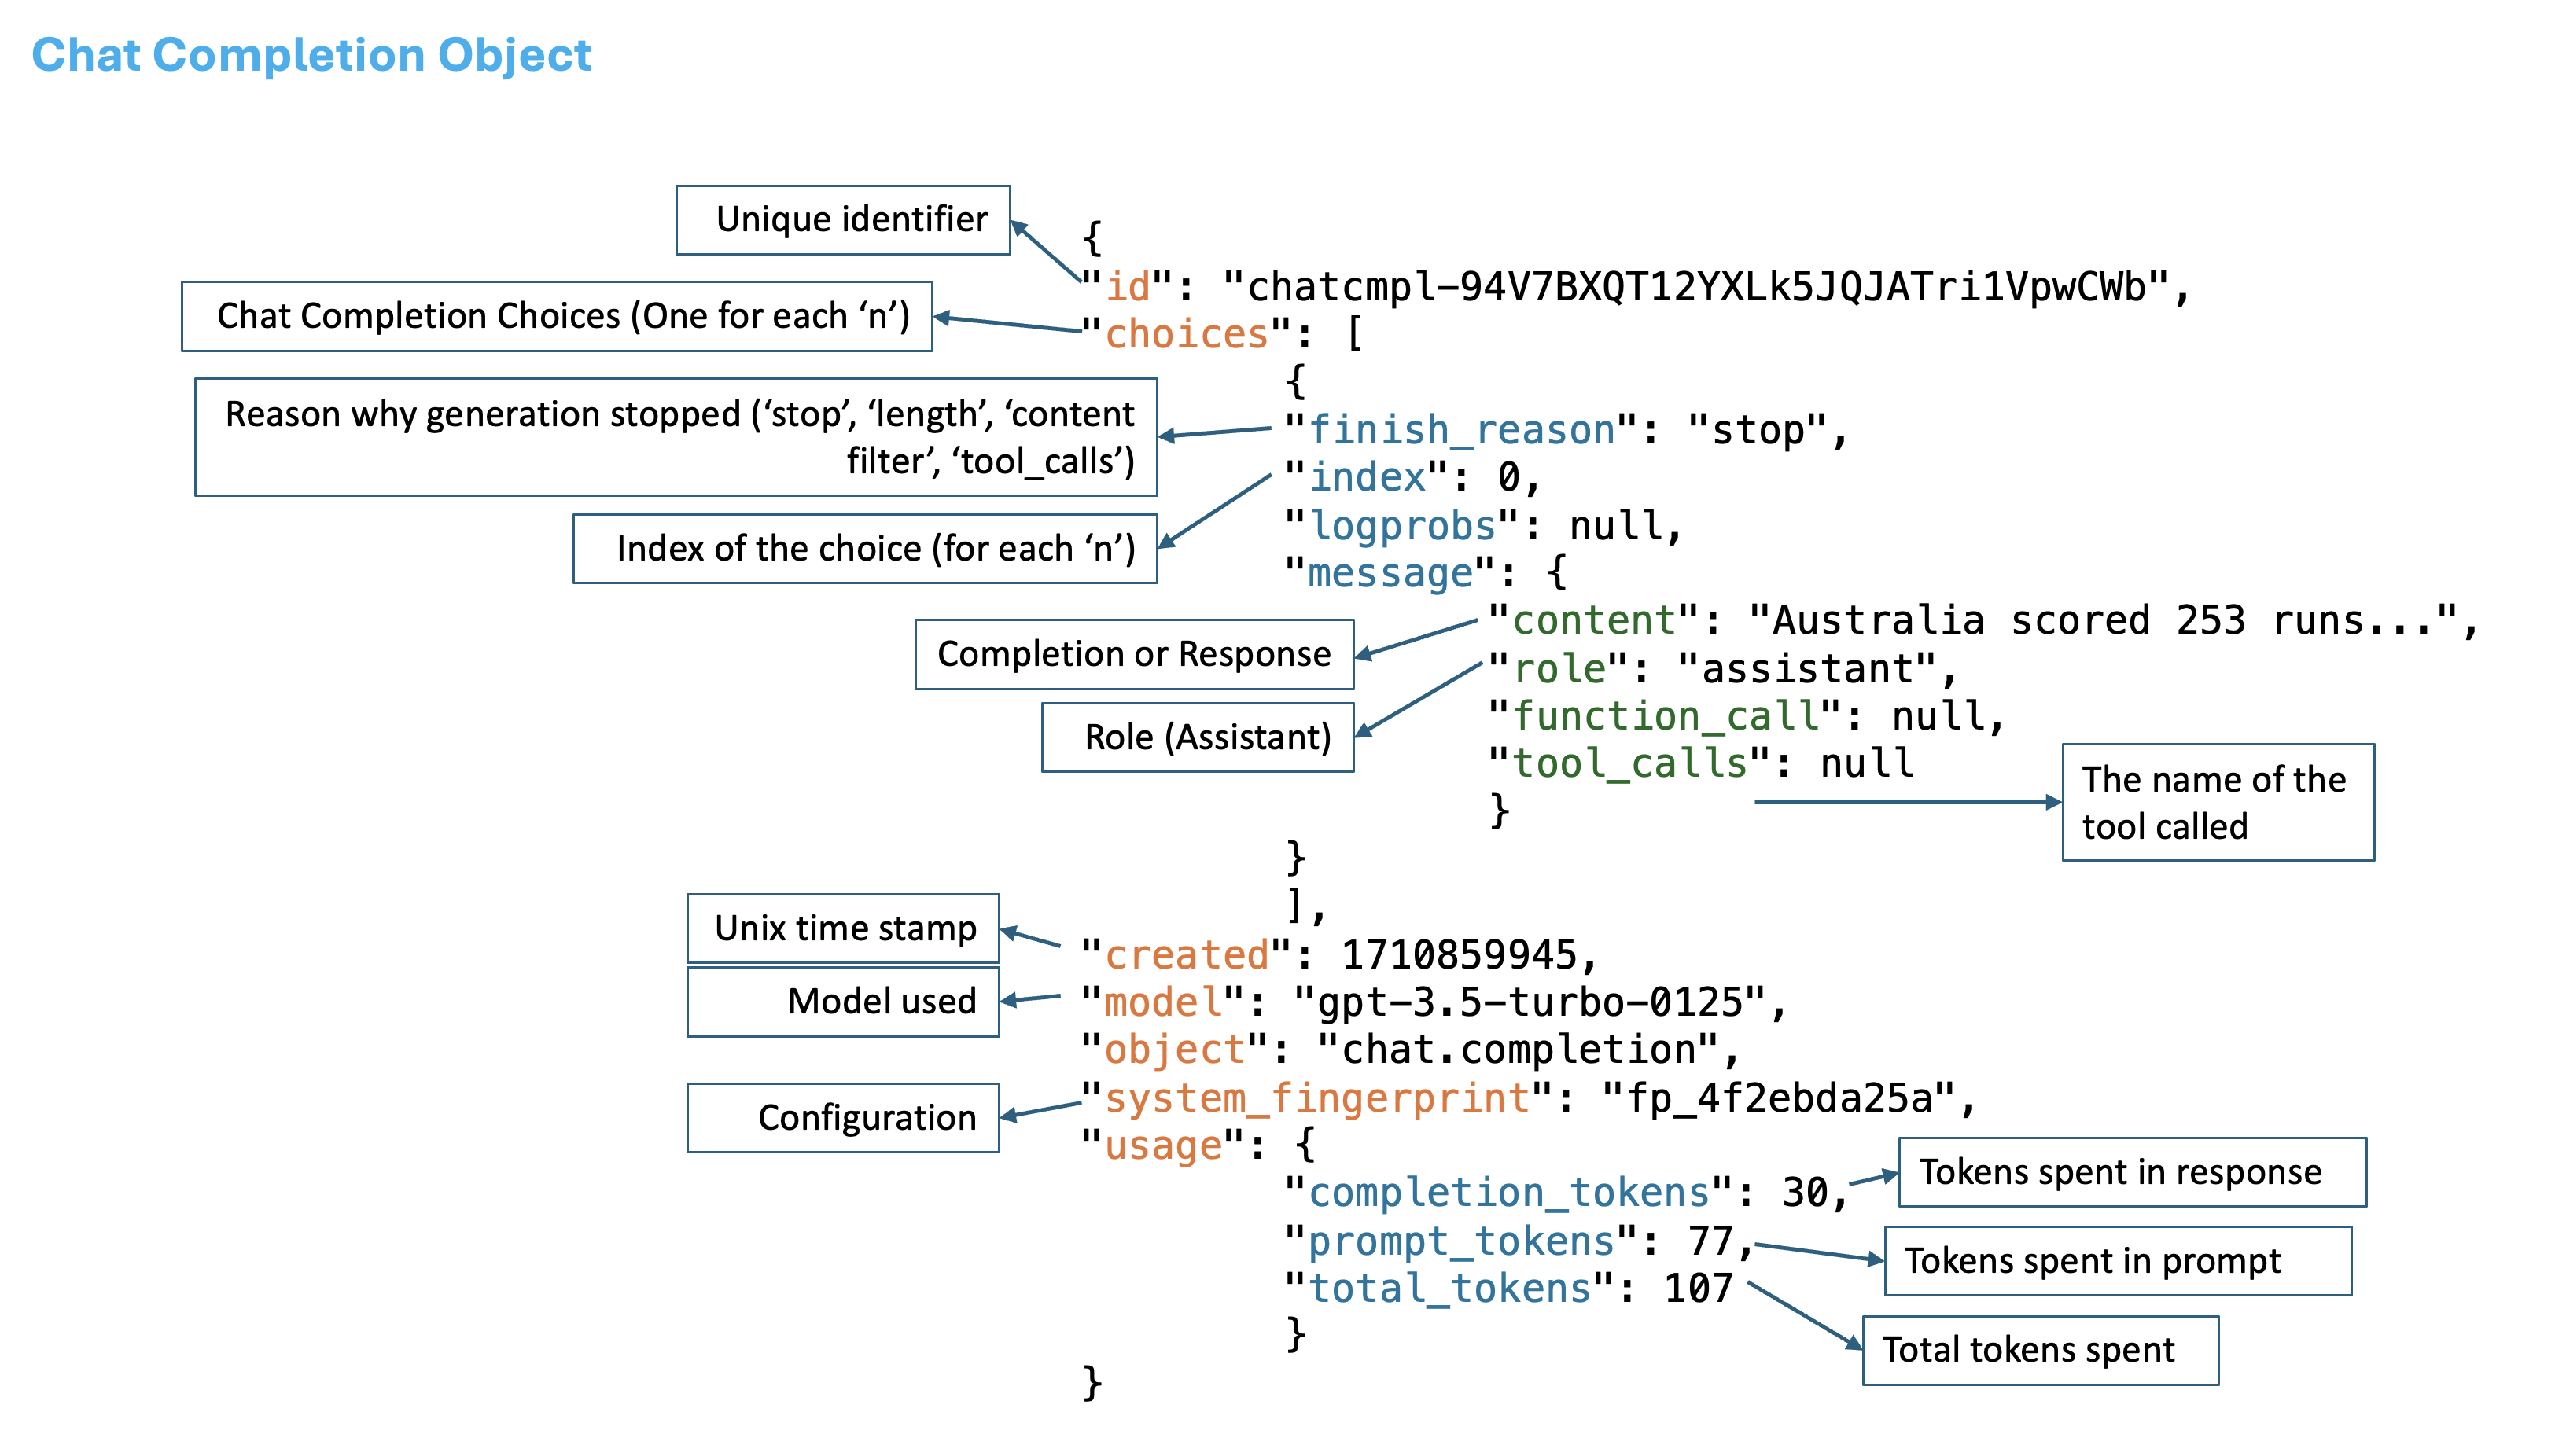 Chat Completion Object
Unique identifier
{
"id": "chatcmpl-94V7BXQT12YXLk5JQJATri1VpwCWb",
Chat Completion Choices (One for each ‘n’)
"choices": [
{
Reason why generation stopped (‘stop’, ‘length’, ‘content
filter’, ‘tool_calls’)
"finish_reason": "stop",
"index": 0,
Index of the choice (for each ‘n’)
"logprobs": null,
"message": {
"content": "Australia scored 253 runs...",
Completion or Response
"role": "assistant",
"function_call": null,
Role (Assistant)
"tool_calls": null
The name of the
tool called
}
}
],
Unix time stamp
"created": 1710859945,
Model used
"model": "gpt-3.5-turbo-0125",
"object": "chat.completion",
"system_fingerprint": "fp_4f2ebda25a",
Configuration
"usage": {
"completion_tokens": 30,
Tokens spent in response
"prompt_tokens": 77,
Tokens spent in prompt
"total_tokens": 107
}
Total tokens spent
}